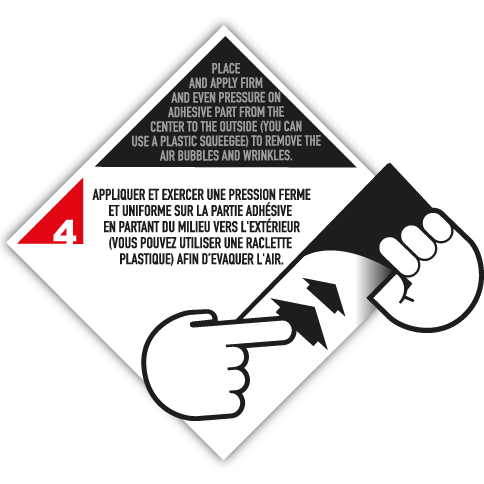 PLACE
AND APPLY FIRM
AND EVEN PRESSURE ON
ADHESIVE PART FROM THE
CENTER TO THE OUTSIDE (YOU CAN
USE A PLASTIC SQUEEGEE) TO REMOVE THE
AIR BUBBLES AND WRINKLES.
4
APPLIQUER ET EXERCER UNE PRESSION FERME
ET UNIFORME SUR LA PARTIE ADHÉSIVE
EN PARTANT DU MILIEU VERS L'EXTÉRIEUR
(VOUS POUVEZ UTILISER UNE RACLETTE
PLASTIQUE) AFIN D'EVAQUER L'AIR.